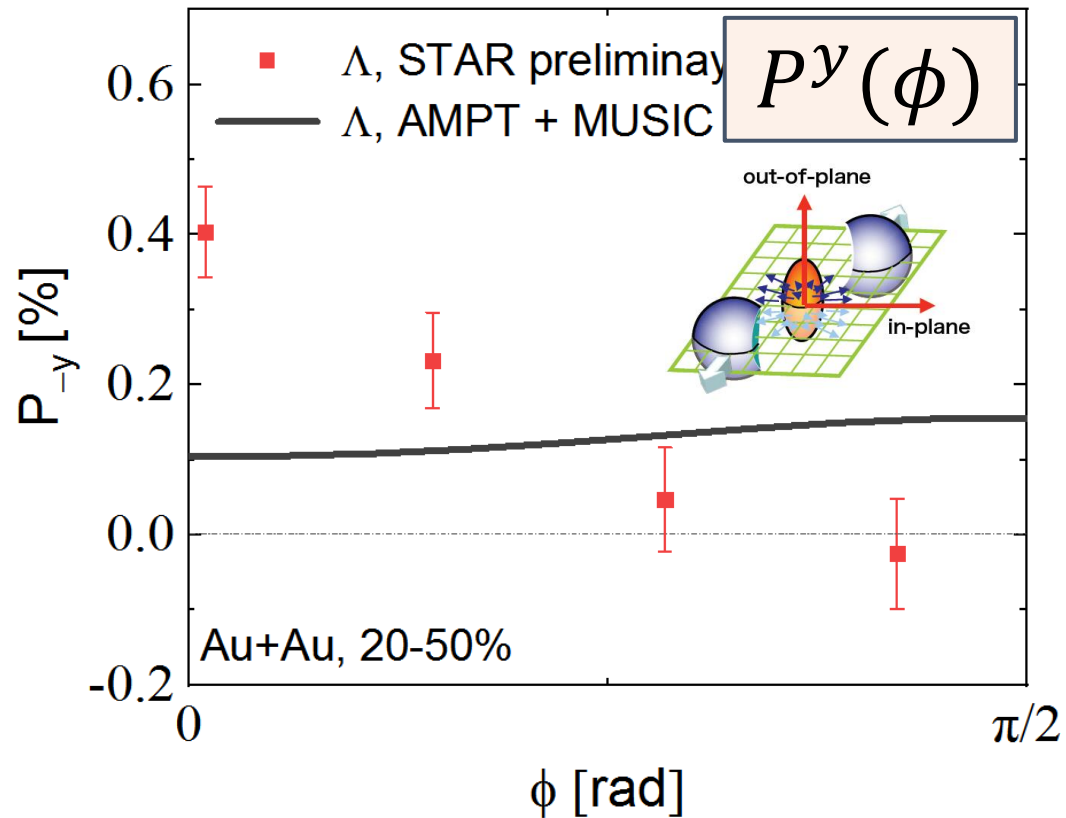 Λ, STAR preliminay
Λ, AMPT + MUSIC
P^y(ϕ)
out-of-plane
in-plane
P_{-y} [%]
0.6
0.4
0.2
0.0
-0.2
Au+Au, 20-50%
0
π/2
ϕ [rad]